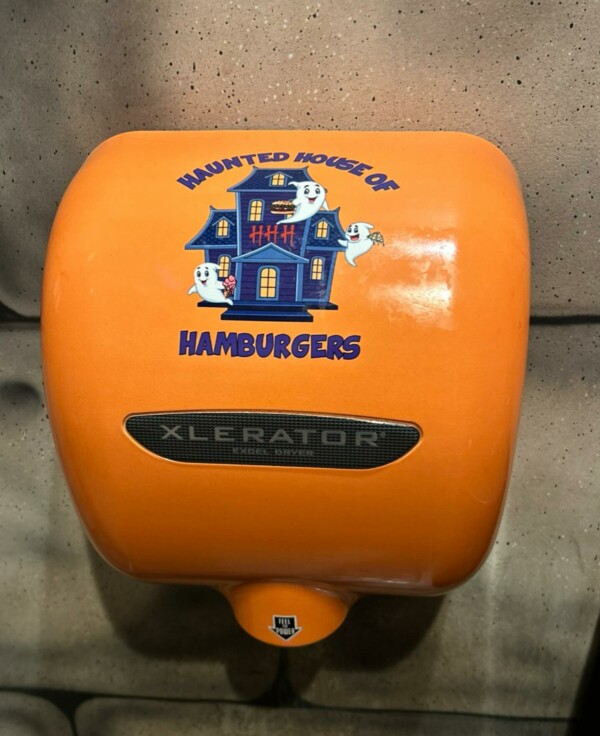 HAUNTED HOUSE OF
HHH
HAMBURGERS
XLERATOR®
EXCEL DRYER
FEEL
THE
POWER